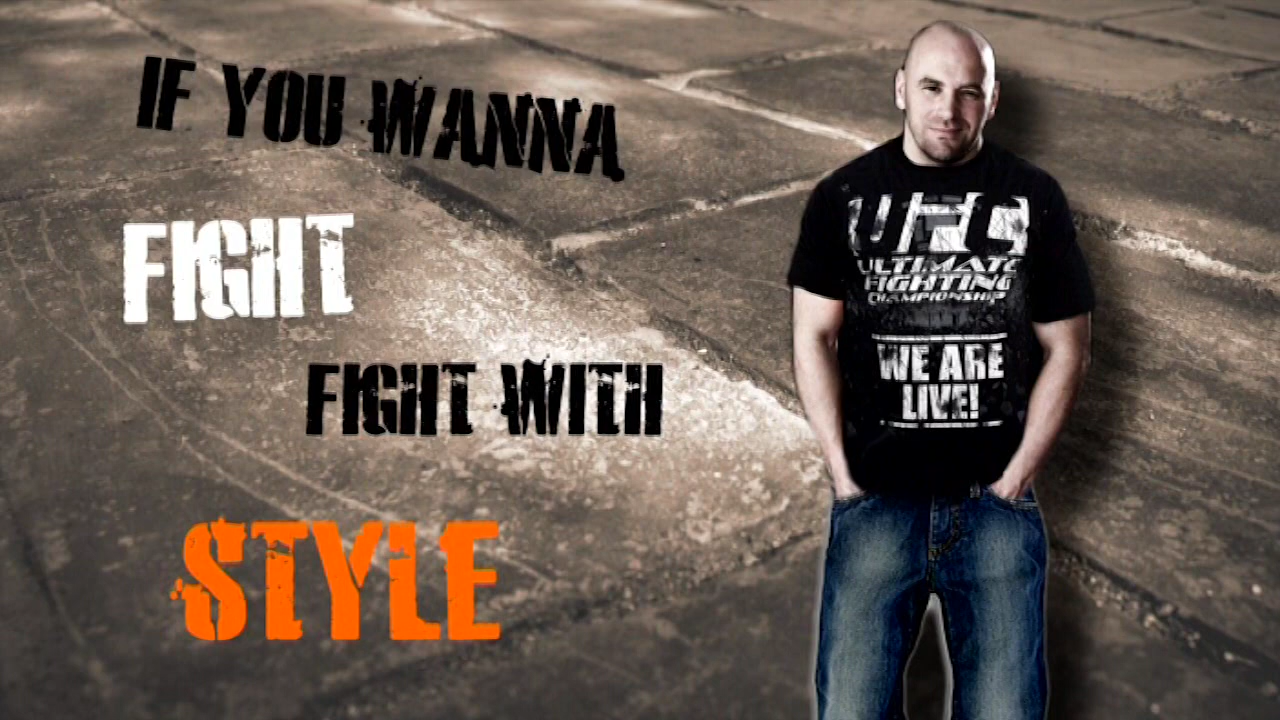 IF YOU WANNA
FIGHT
FIGHT WITH
STYLE
UFC
ULTIMATE
FIGHTING
CHAMPIONSHIP
WE ARE
LIVE!